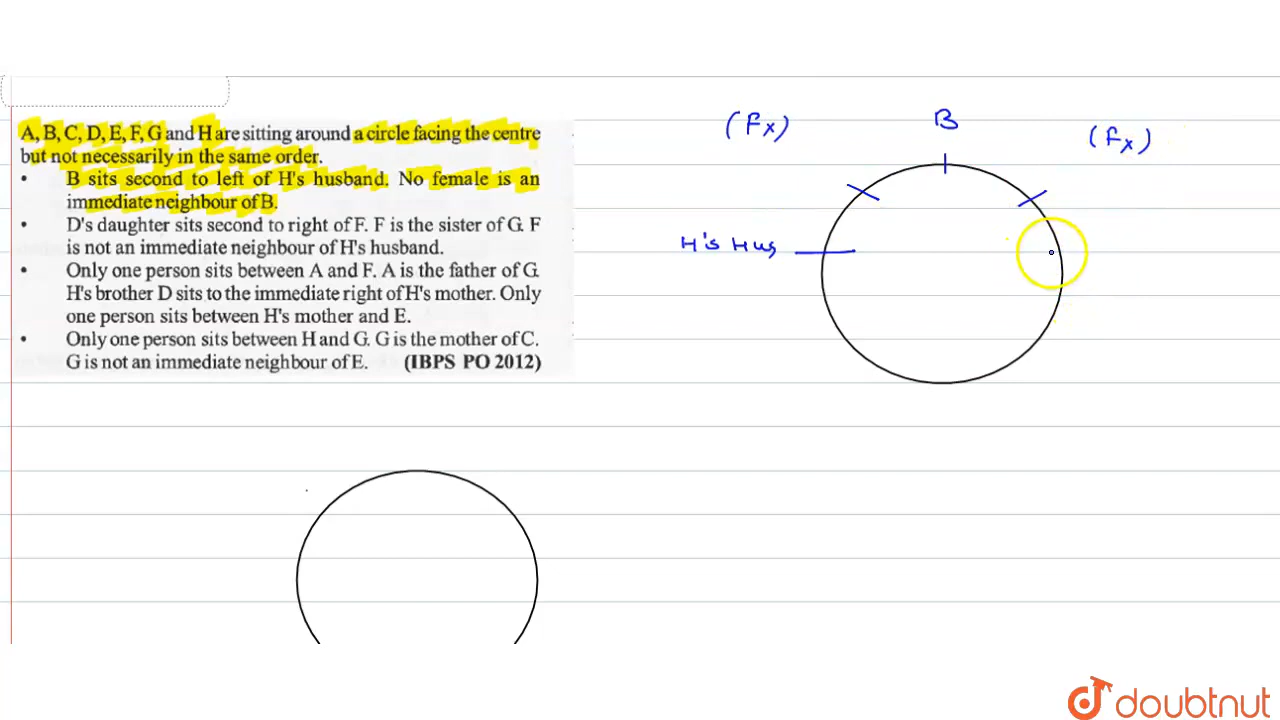 A, B, C, D, E, F, G and H are sitting around a circle facing the centre
but not necessarily in the same order.
• B sits second to left of H's husband. No female is an
immediate neighbour of B.
• D's daughter sits second to right of F. F is the sister of G. F
is not an immediate neighbour of H's husband.
• Only one person sits between A and F. A is the father of G.
H's brother D sits to the immediate right of H's mother. Only
one person sits between H's mother and E.
• Only one person sits between H and G. G is the mother of C.
G is not an immediate neighbour of E. (IBPS PO 2012)
(Fx)
B
(Fx)
H's Hus
doubtnut